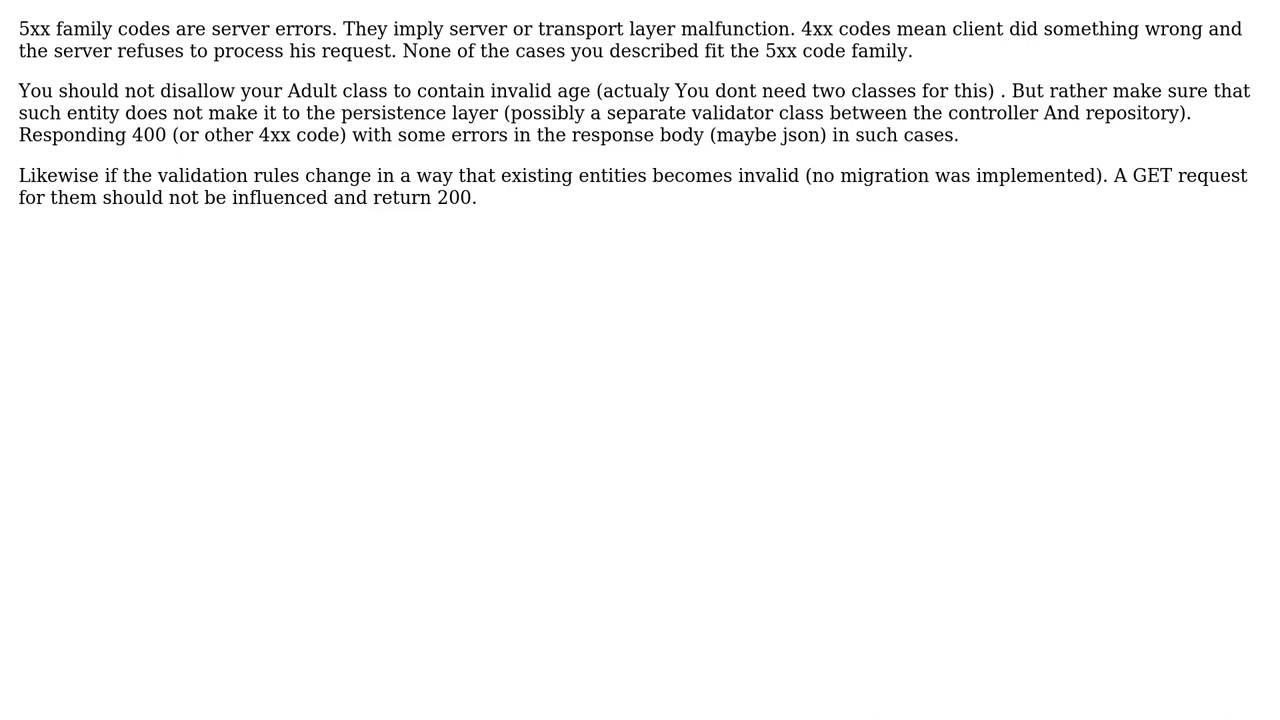 5xx family codes are server errors. They imply server or transport layer malfunction. 4xx codes mean client did something wrong and
the server refuses to process his request. None of the cases you described fit the 5xx code family.
You should not disallow your Adult class to contain invalid age (actualy You dont need two classes for this) . But rather make sure that
such entity does not make it to the persistence layer (possibly a separate validator class between the controller And repository).
Responding 400 (or other 4xx code) with some errors in the response body (maybe json) in such cases.
Likewise if the validation rules change in a way that existing entities becomes invalid (no migration was implemented). A GET request
for them should not be influenced and return 200.